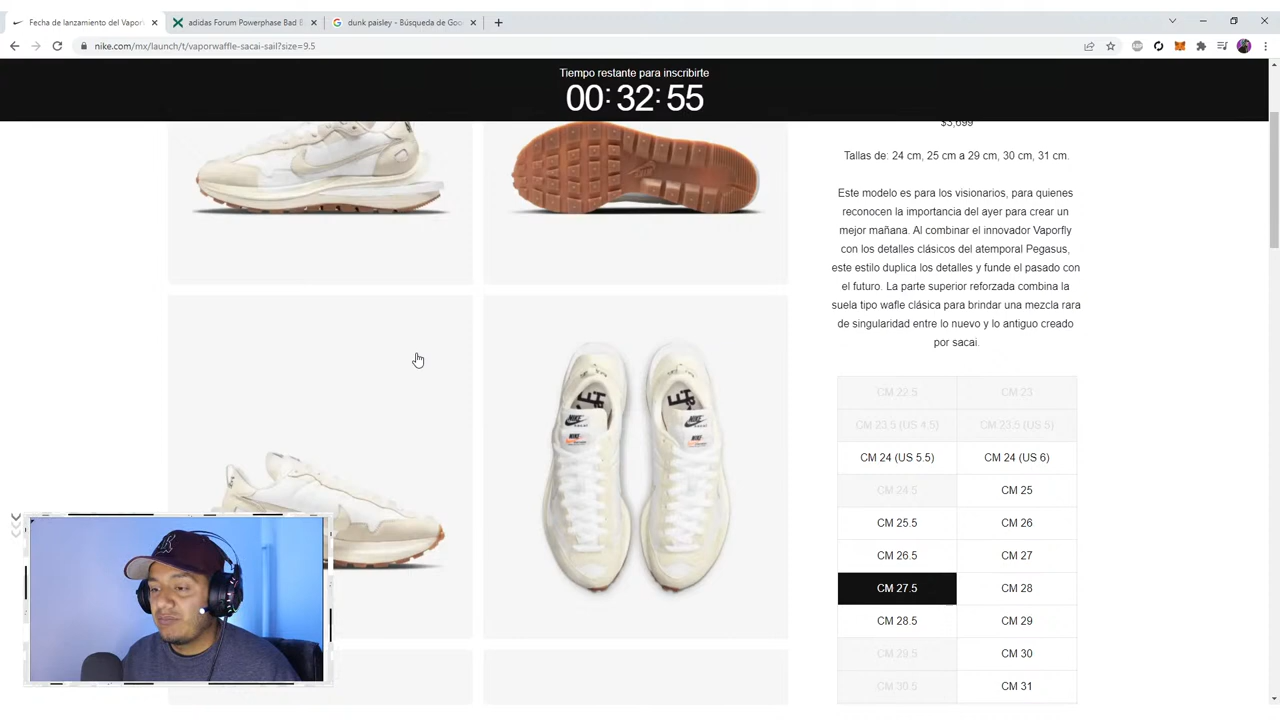 Fecha de lanzamiento del Vapor
adidas Forum Powerphase Bad B
dunk paisley - Búsqueda de Goo
nike.com/mx/launch/t/vaporwaffle-sacai-sail?size=9.5
Tiempo restante para inscribirte
00:32:55
$3,699
Tallas de: 24 cm, 25 cm a 29 cm, 30 cm, 31 cm.
Este modelo es para los visionarios, para quienes
reconocen la importancia del ayer para crear un
mejor mañana. Al combinar el innovador Vaporfly
con los detalles clásicos del atemporal Pegasus,
este estilo duplica los detalles y funde el pasado con
el futuro. La parte superior reforzada combina la
suela tipo wafle clásica para brindar una mezcla rara
de singularidad entre lo nuevo y lo antiguo creado
por sacai.
CM 22.5 CM 23
CM 23.5 (US 4.5) CM 23.5 (US 5)
CM 24 (US 5.5) CM 24 (US 6)
CM 24.5 CM 25
CM 25.5 CM 26
CM 26.5 CM 27
CM 27.5 CM 28
CM 28.5 CM 29
CM 29.5 CM 30
CM 30.5 CM 31
NIKE NIKE
sacai sacai